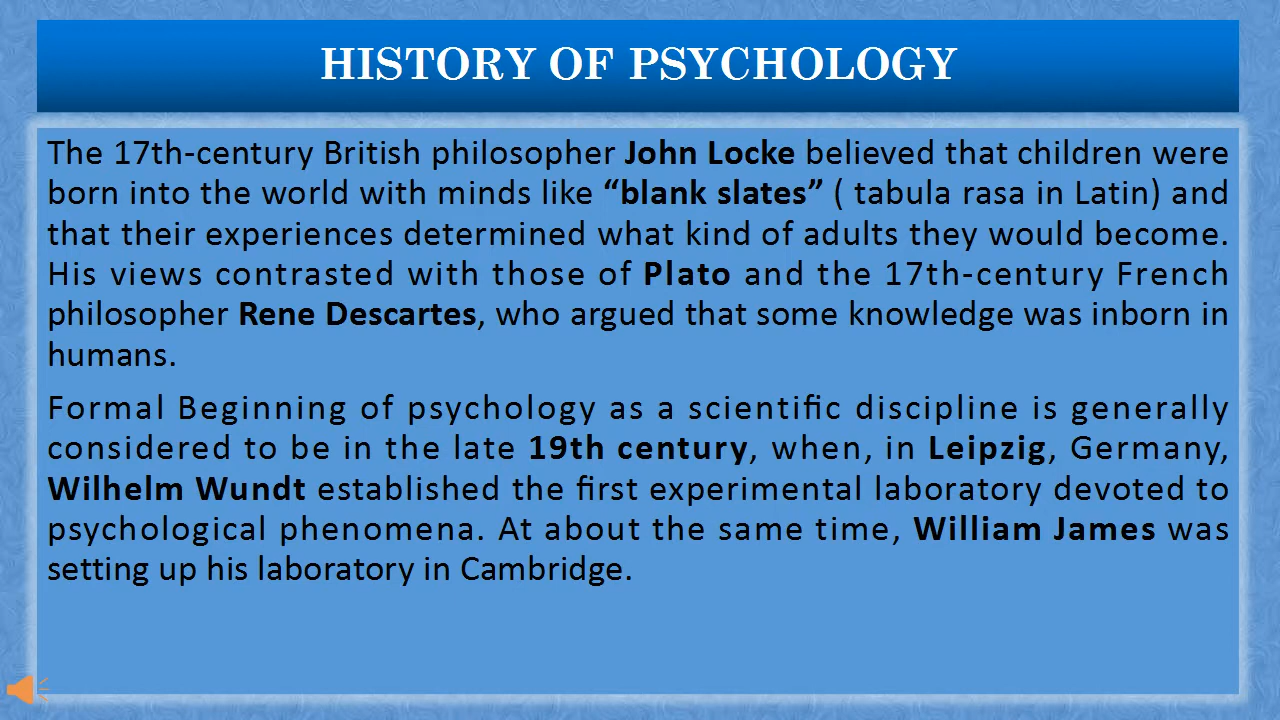 HISTORY OF PSYCHOLOGY
The 17th-century British philosopher John Locke believed that children were
born into the world with minds like “blank slates” ( tabula rasa in Latin) and
that their experiences determined what kind of adults they would become.
His views contrasted with those of Plato and the 17th-century French
philosopher Rene Descartes, who argued that some knowledge was inborn in
humans.
Formal Beginning of psychology as a scientific discipline is generally
considered to be in the late 19th century, when, in Leipzig, Germany,
Wilhelm Wundt established the first experimental laboratory devoted to
psychological phenomena. At about the same time, William James was
setting up his laboratory in Cambridge.